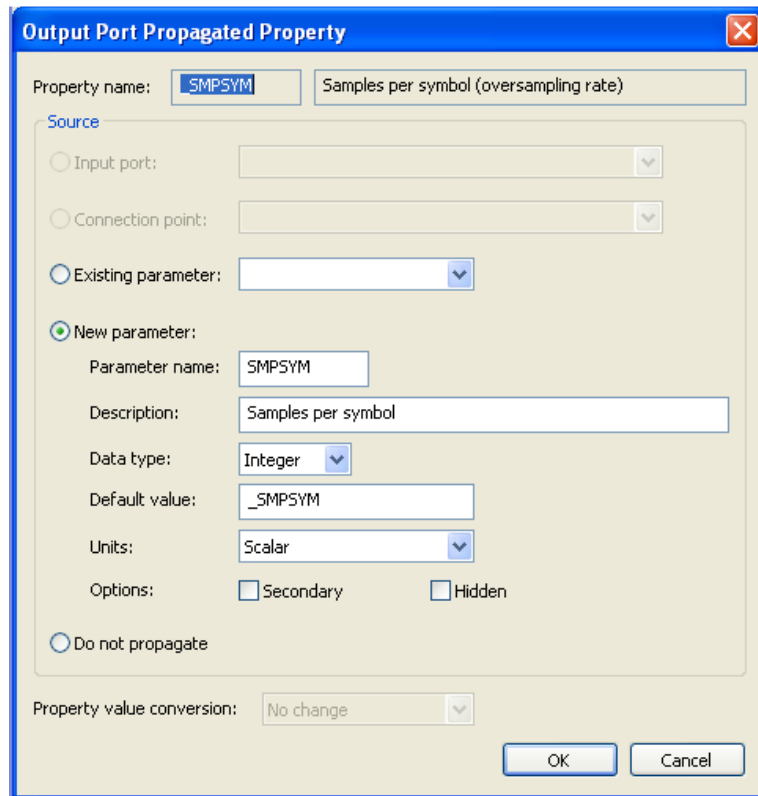 Output Port Propagated Property
Property name: _SMPSYM Samples per symbol (oversampling rate)
Source
Input port:
Connection point:
Existing parameter:
New parameter:
Parameter name: SMPSYM
Description: Samples per symbol
Data type: Integer
Default value: _SMPSYM
Units: Scalar
Options: Secondary Hidden
Do not propagate
Property value conversion: No change
OK Cancel